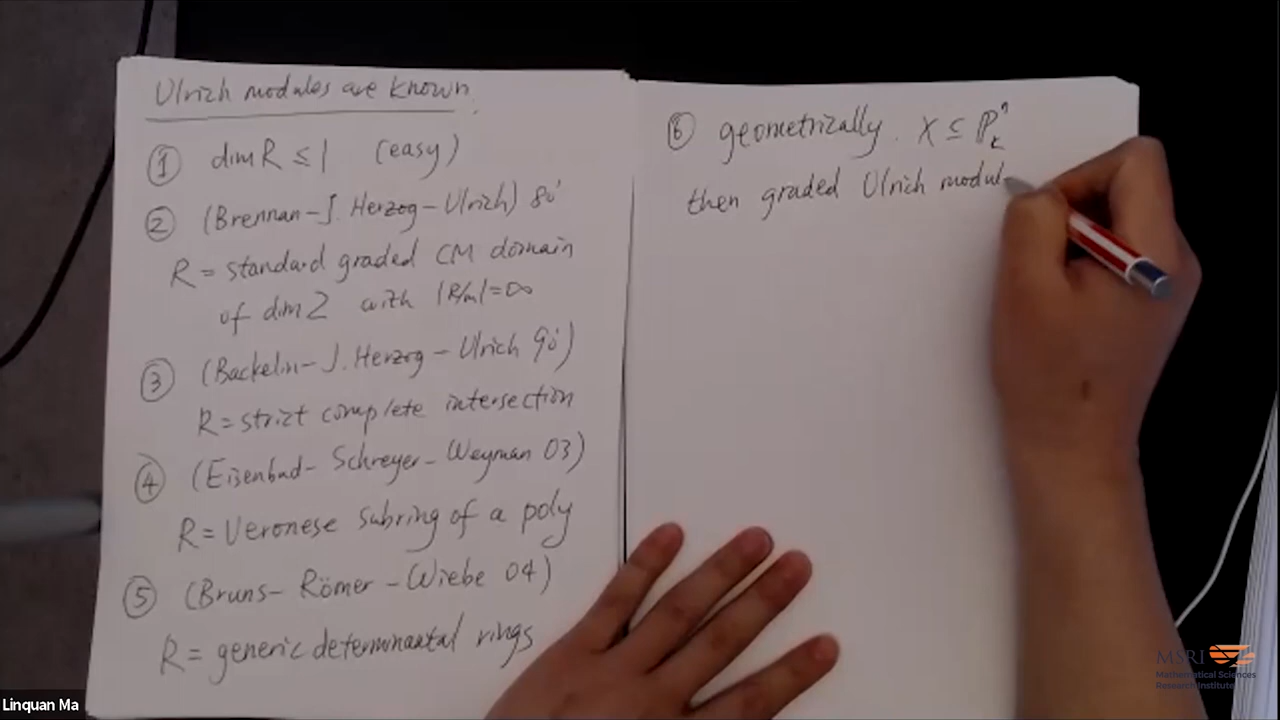 Ulrich modules are known.
① dim R ≤ 1 (easy)
② (Brennan-J. Herzog-Ulrich) 80'
R = standard graded CM domain
of dim 2 with |R/m|=∞
③ (Backelin-J. Herzog-Ulrich 90')
R = strict complete intersection
④ (Eisenbud-Schreyer-Weyman 03)
R = Veronese subring of a poly
⑤ (Bruns-Römer-Wiebe 04)
R = generic determinantal rings
⑥ geometrically. X ⊆ ℙₖⁿ
then graded Ulrich modul
MSRI
Mathematical Sciences
Research Institute
Linquan Ma